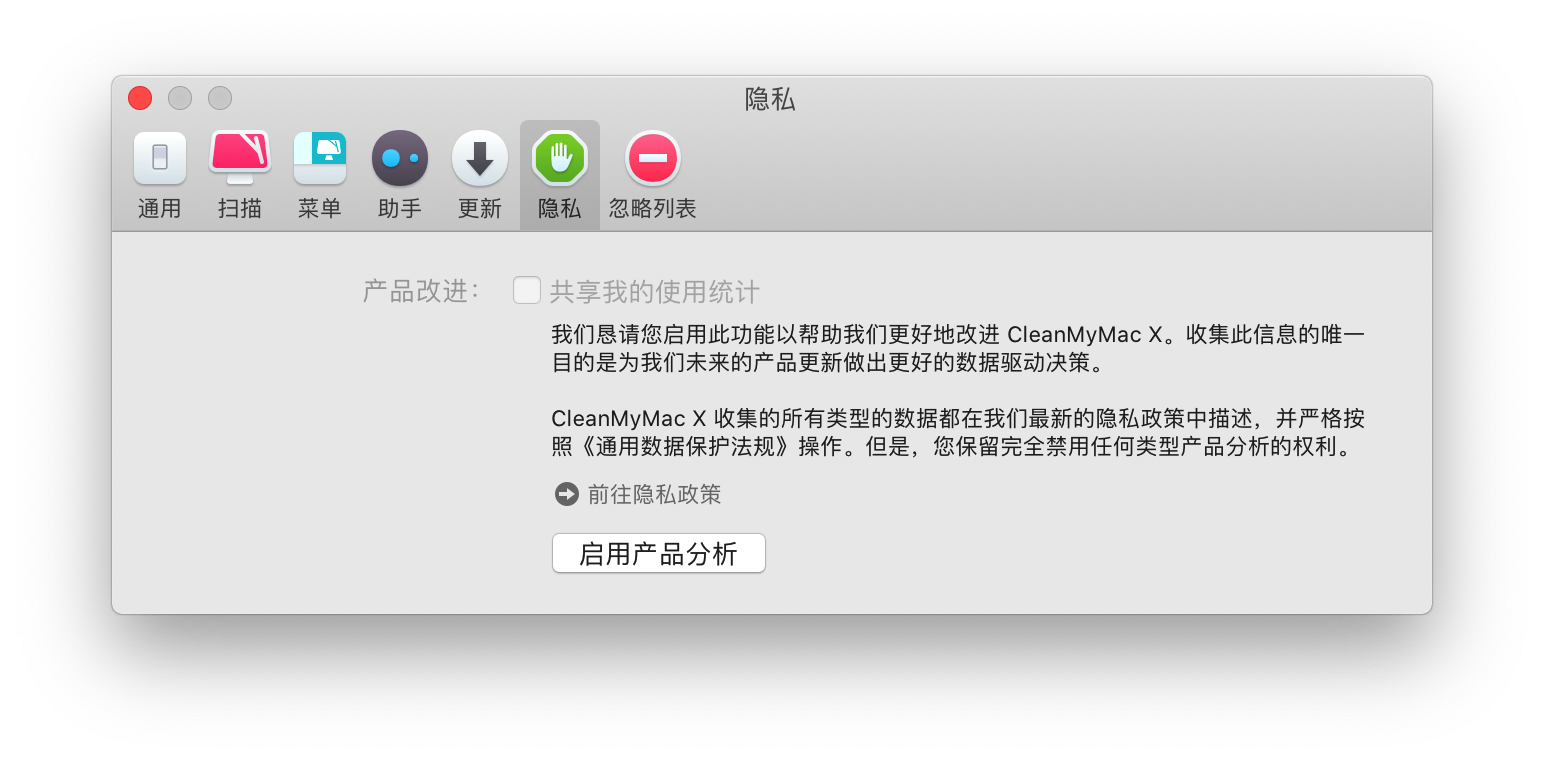 隐私
通用
扫描
菜单
助手
更新
隐私
忽略列表
产品改进：
共享我的使用统计
我们恳请您启用此功能以帮助我们更好地改进 CleanMyMac X。收集此信息的唯一
目的是为我们未来的产品更新做出更好的数据驱动决策。
CleanMyMac X 收集的所有类型的数据都在我们最新的隐私政策中描述，并严格按
照《通用数据保护法规》操作。但是，您保留完全禁用任何类型产品分析的权利。
前往隐私政策
启用产品分析